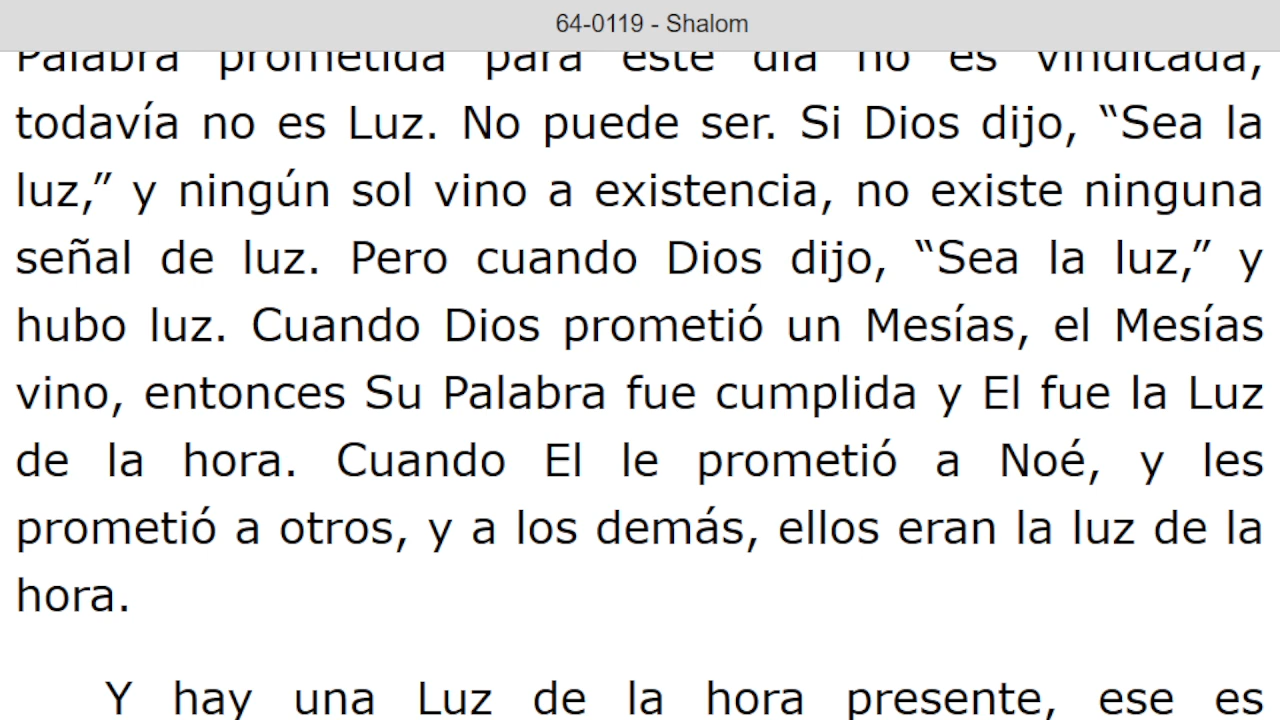 64-0119 - Shalom
Palabra prometida para este día no es vindicada,
todavía no es Luz. No puede ser. Si Dios dijo, “Sea la
luz,” y ningún sol vino a existencia, no existe ninguna
señal de luz. Pero cuando Dios dijo, “Sea la luz,” y
hubo luz. Cuando Dios prometió un Mesías, el Mesías
vino, entonces Su Palabra fue cumplida y El fue la Luz
de la hora. Cuando El le prometió a Noé, y les
prometió a otros, y a los demás, ellos eran la luz de la
hora.
Y hay una Luz de la hora presente, ese es